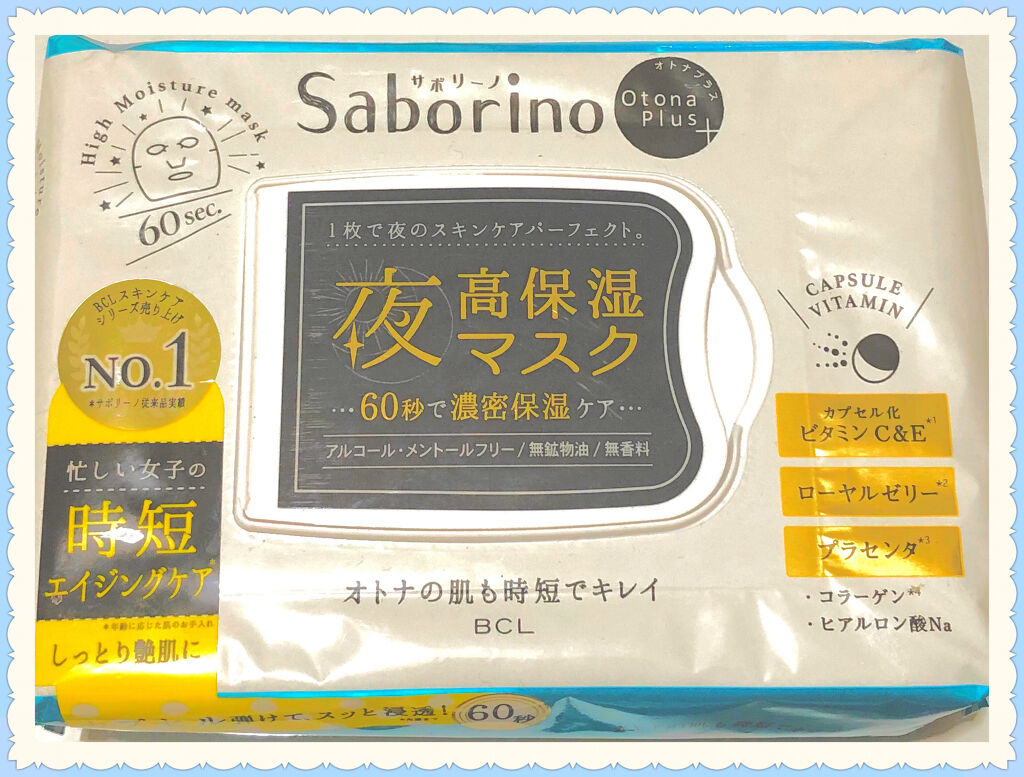 High Moisture mask
60 sec.
サボリーノ
Saborino
オトナプラス
Otona
Plus+
1枚で夜のスキンケアパーフェクト。
夜 高保湿
マスク
…60秒で濃密保湿ケア…
アルコール・メントールフリー/無鉱物油/無香料
BCLスキンケア
シリーズ売り上げ
NO.1
*サボリーノ従来品実績
忙しい女子の
時短
エイジングケア*
*年齢に応じた肌のお手入れ
しっとり艶肌に
CAPSULE
VITAMIN
カプセル化
ビタミンC&E*1
ローヤルゼリー*2
プラセンタ*3
・コラーゲン*4
・ヒアルロン酸Na
オトナの肌も時短でキレイ
BCL
弾けて、スッと浸透!
60秒